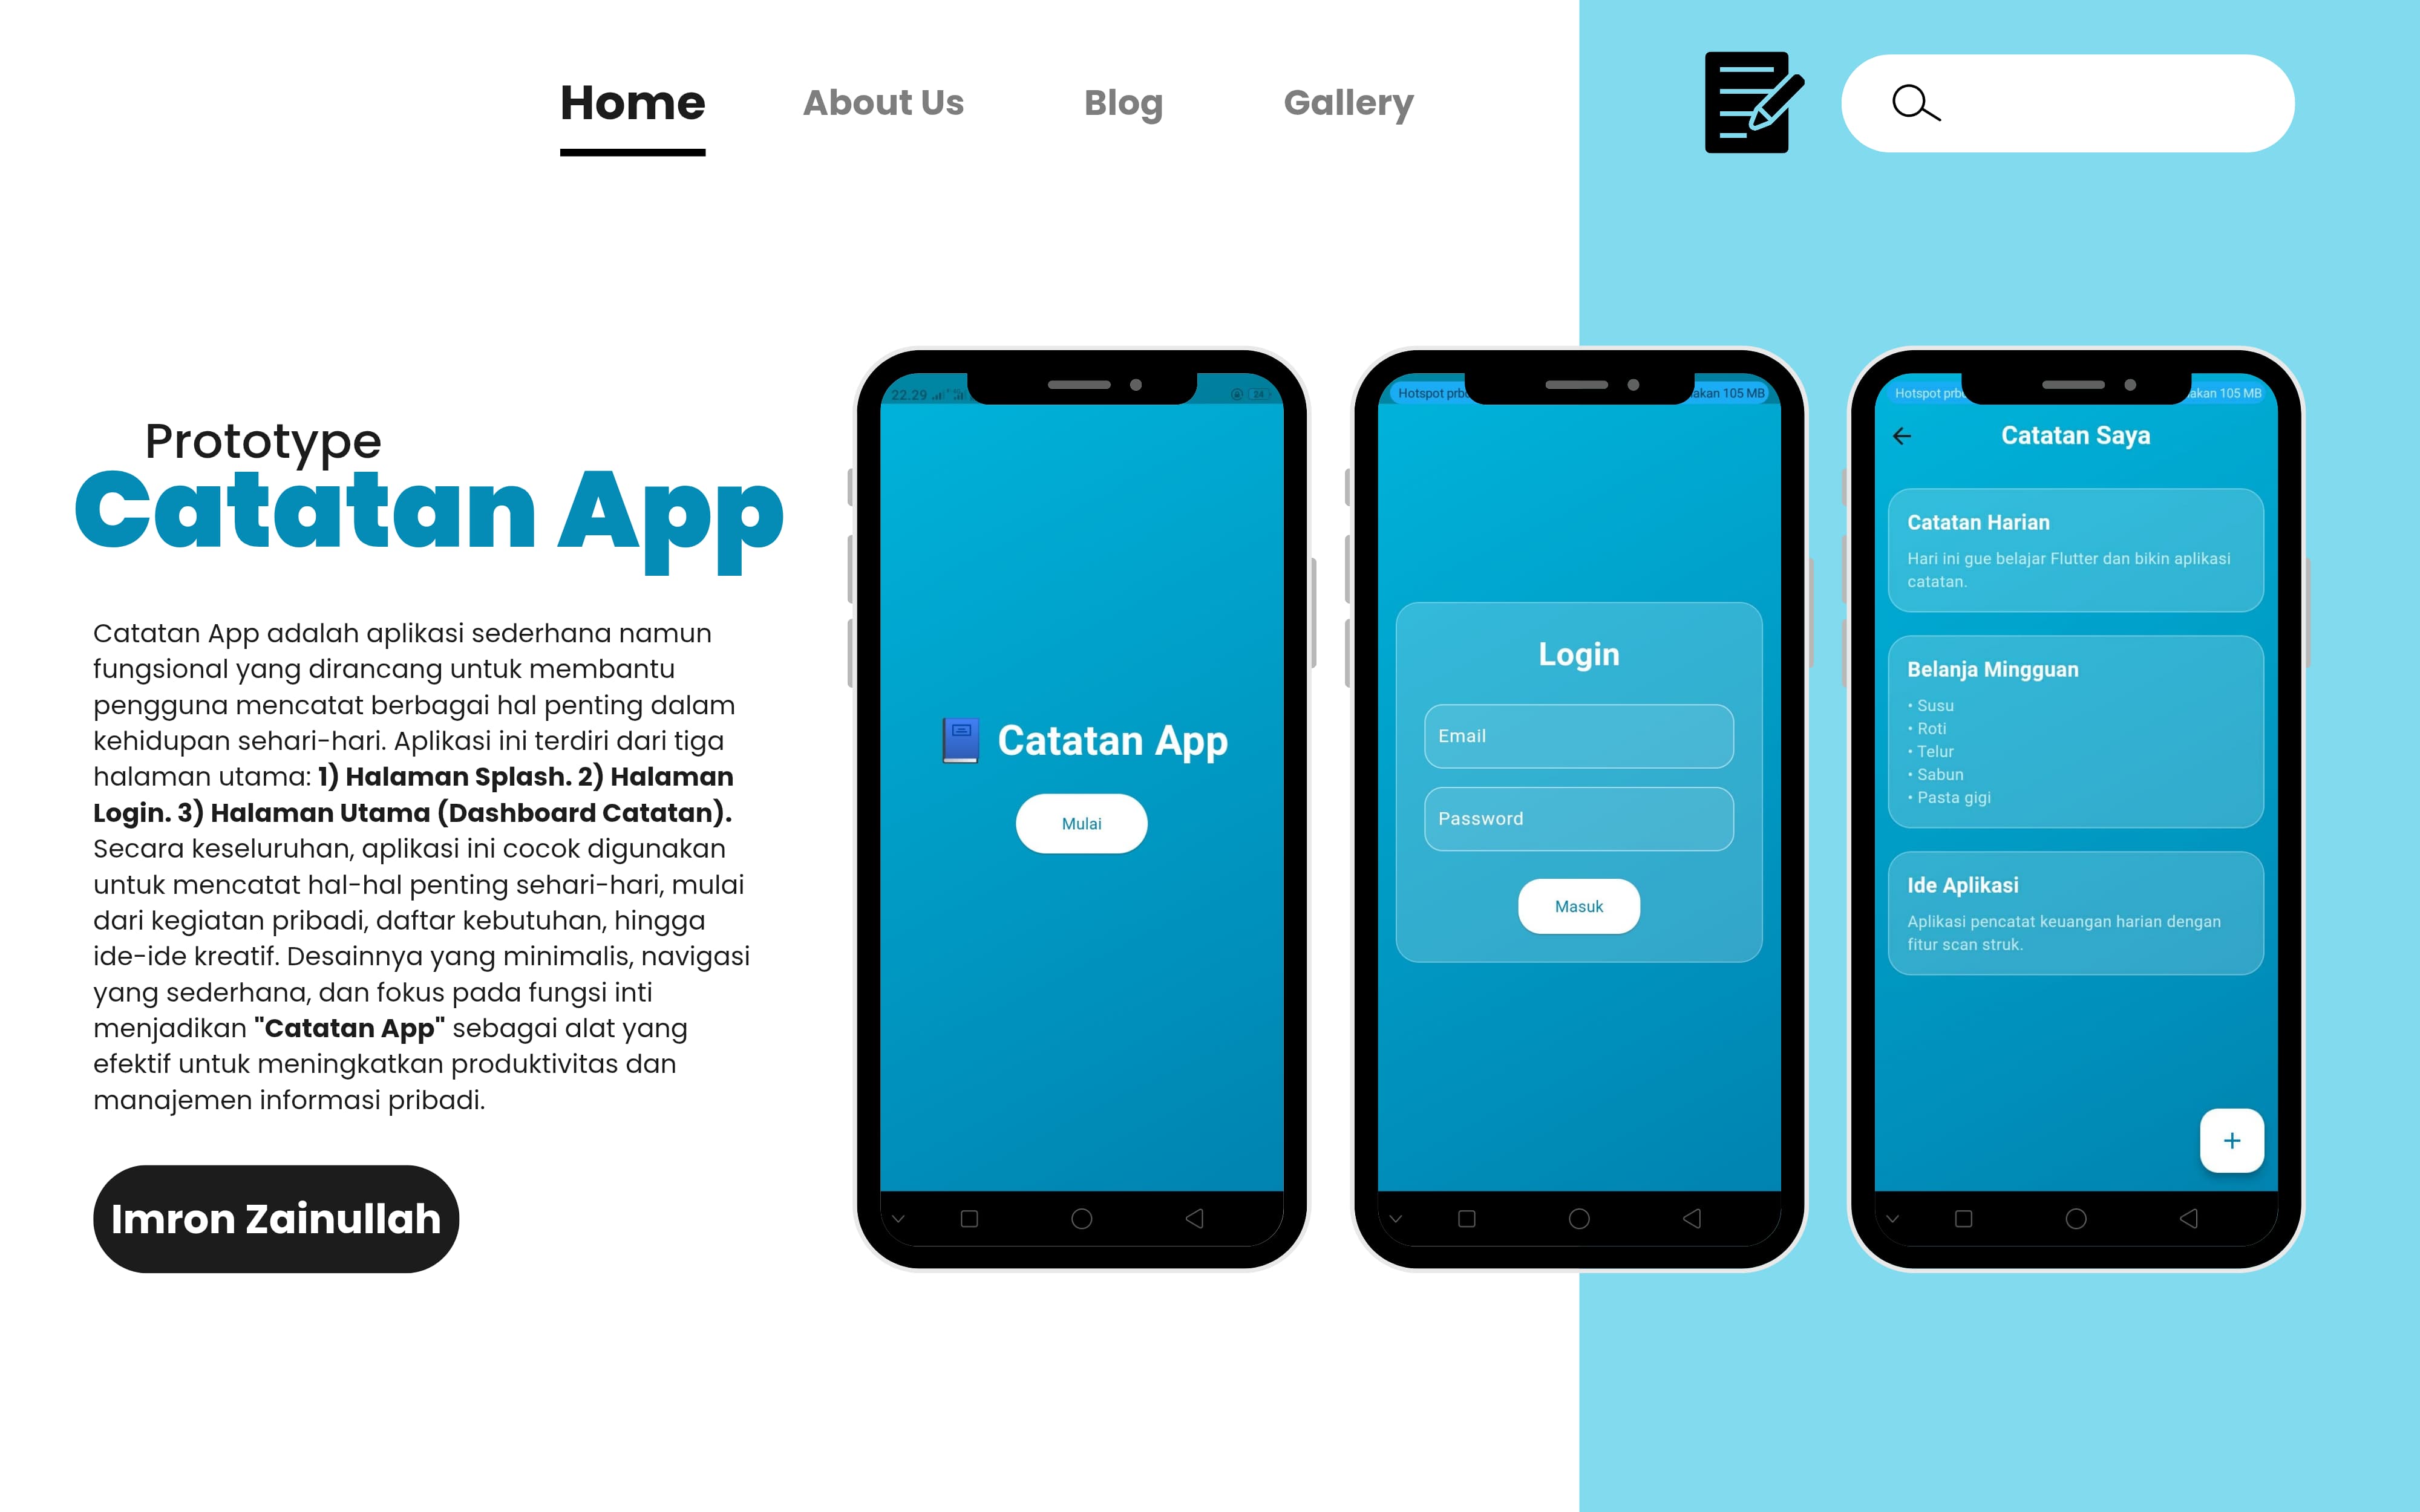 Home
About Us
Blog
Gallery
Prototype
Catatan App
Catatan App adalah aplikasi sederhana namun
fungsional yang dirancang untuk membantu
pengguna mencatat berbagai hal penting dalam
kehidupan sehari-hari. Aplikasi ini terdiri dari tiga
halaman utama: 1) Halaman Splash. 2) Halaman
Login. 3) Halaman Utama (Dashboard Catatan).
Secara keseluruhan, aplikasi ini cocok digunakan
untuk mencatat hal-hal penting sehari-hari, mulai
dari kegiatan pribadi, daftar kebutuhan, hingga
ide-ide kreatif. Desainnya yang minimalis, navigasi
yang sederhana, dan fokus pada fungsi inti
menjadikan "Catatan App" sebagai alat yang
efektif untuk meningkatkan produktivitas dan
manajemen informasi pribadi.
Imron Zainullah
22.29
24
Catatan App
Mulai
Hotspot akan 105 MB
Login
Email
Password
Masuk
Hotspot akan 105 MB
Catatan Saya
Catatan Harian
Hari ini gue belajar Flutter dan bikin aplikasi
catatan.
Belanja Mingguan
• Susu
• Roti
• Telur
• Sabun
• Pasta gigi
Ide Aplikasi
Aplikasi pencatat keuangan harian dengan
fitur scan struk.
+